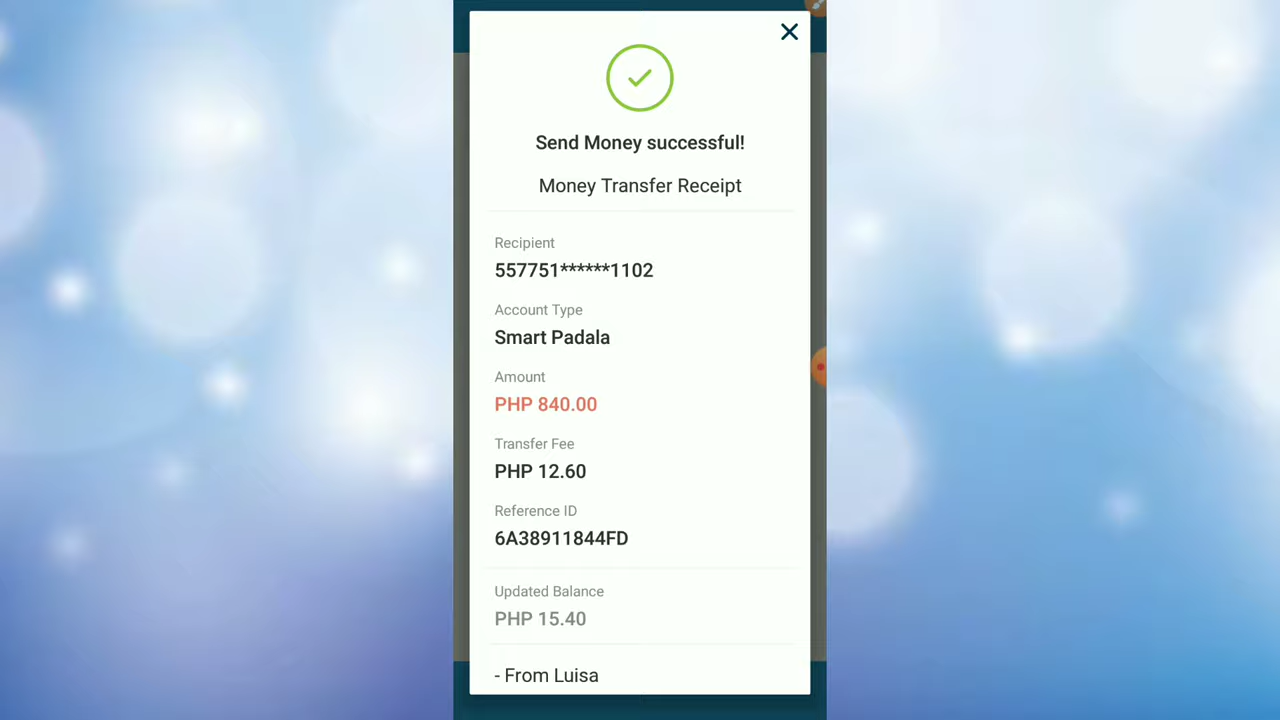 Send Money successful!
Money Transfer Receipt
Recipient
557751******1102
Account Type
Smart Padala
Amount
PHP 840.00
Transfer Fee
PHP 12.60
Reference ID
6A38911844FD
Updated Balance
PHP 15.40
- From Luisa